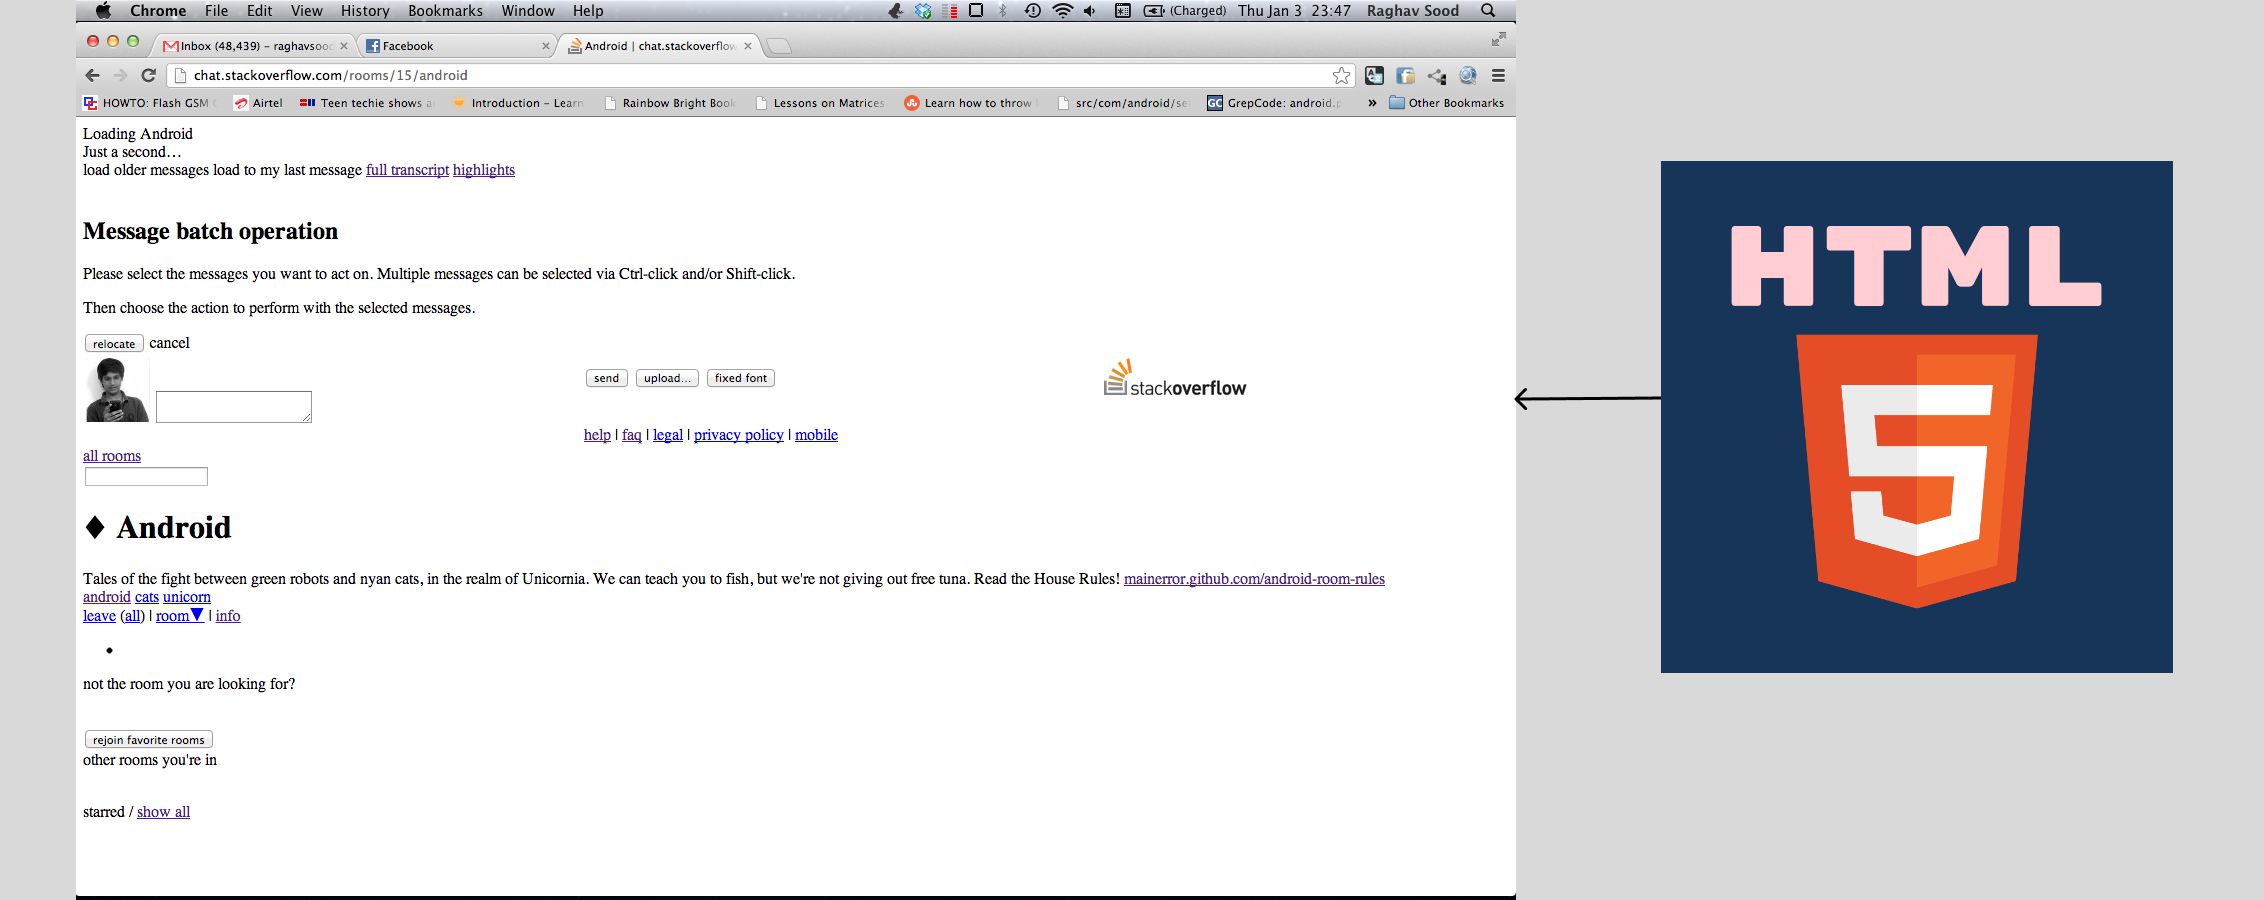 Chrome File Edit View History Bookmarks Window Help (Charged) Thu Jan 3 23:47 Raghav Sood
Inbox (48,439) – raghavsood Facebook Android | chat.stackoverflow
chat.stackoverflow.com/rooms/15/android
HOWTO: Flash GSM Airtel Teen techie shows Introduction – Learn Rainbow Bright Book Lessons on Matrices Learn how to throw src/com/android/se GC GrepCode: android.p » Other Bookmarks
Loading Android
Just a second…
load older messages load to my last message full transcript highlights
Message batch operation
Please select the messages you want to act on. Multiple messages can be selected via Ctrl-click and/or Shift-click.
Then choose the action to perform with the selected messages.
relocate cancel
send upload... fixed font
stackoverflow
help | faq | legal | privacy policy | mobile
all rooms
♦ Android
Tales of the fight between green robots and nyan cats, in the realm of Unicornia. We can teach you to fish, but we're not giving out free tuna. Read the House Rules! mainerror.github.com/android-room-rules
android cats unicorn
leave (all) | room▼ | info
•
not the room you are looking for?
rejoin favorite rooms
other rooms you're in
starred / show all
HTML
5